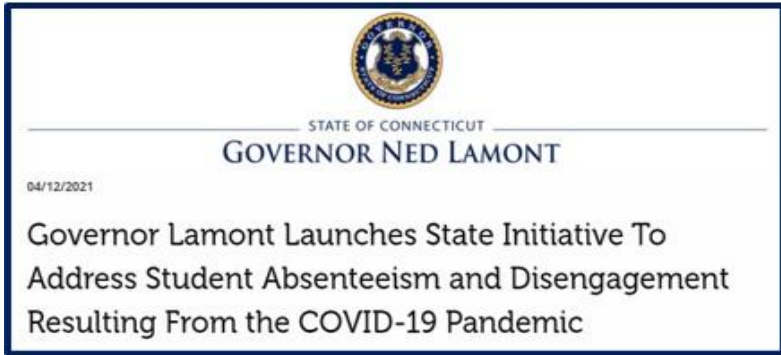 STATE OF CONNECTICUT
GOVERNOR NED LAMONT
04/12/2021
Governor Lamont Launches State Initiative To
Address Student Absenteeism and Disengagement
Resulting From the COVID-19 Pandemic